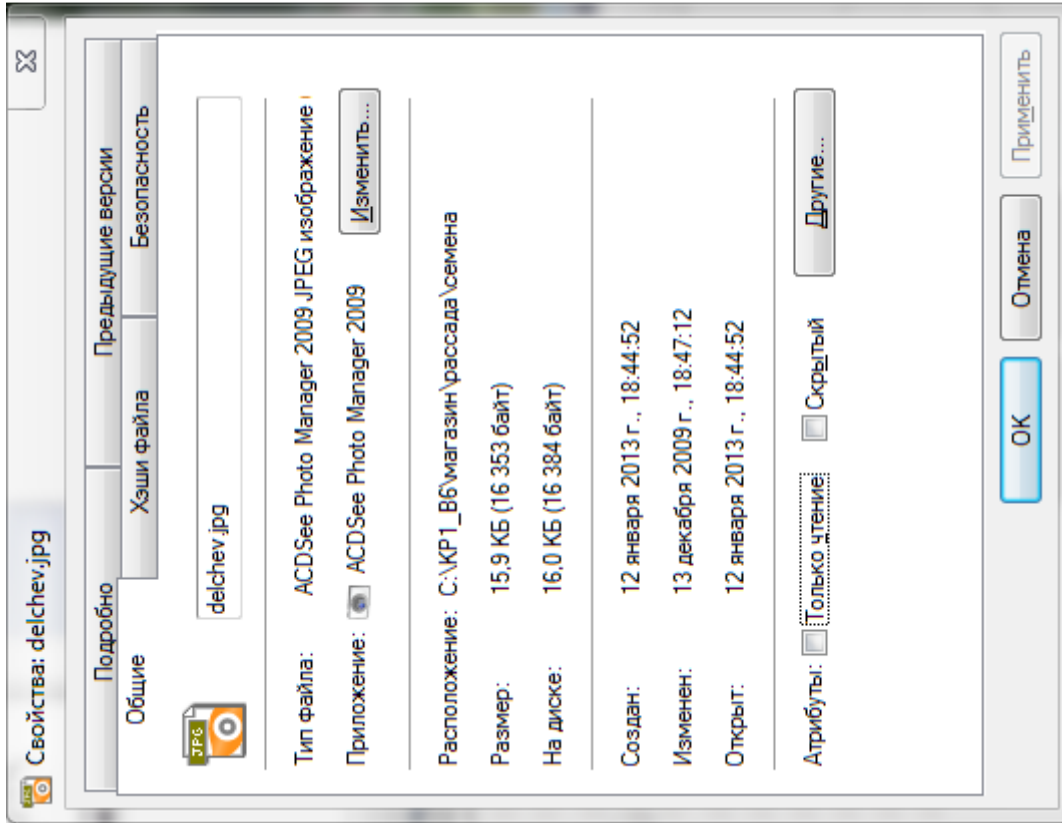 Свойства: delchev.jpg
Подробно Предыдущие версии
Общие Хэши файла Безопасность
JPG
delchev.jpg
Тип файла: ACDSee Photo Manager 2009 JPEG изображение
Приложение: ACDSee Photo Manager 2009 Изменить...
Расположение: C:\KP1_B6\магазин\рассада\семена
Размер: 15,9 КБ (16 353 байт)
На диске: 16,0 КБ (16 384 байт)
Создан: 12 января 2013 г., 18:44:52
Изменен: 13 декабря 2009 г., 18:47:12
Открыт: 12 января 2013 г., 18:44:52
Атрибуты: Только чтение Скрытый Другие...
ОК Отмена Применить